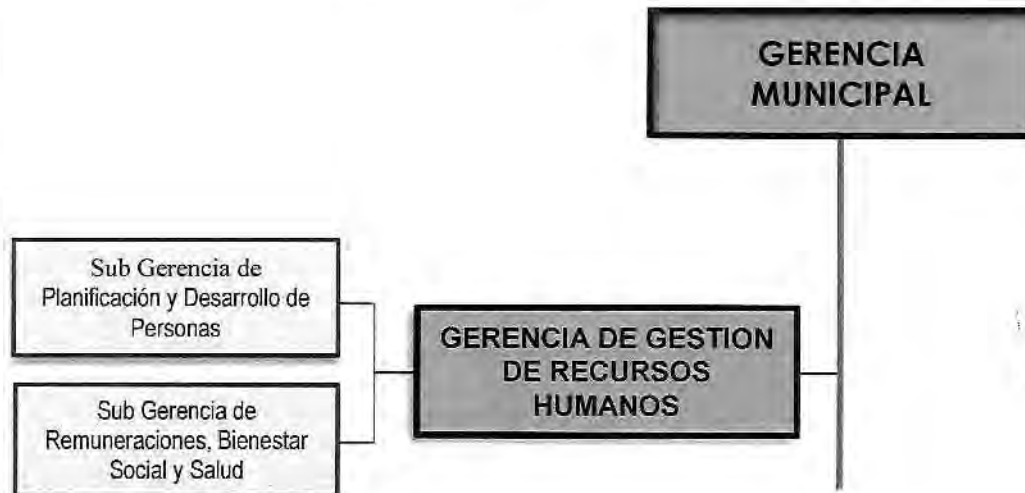 GERENCIA
MUNICIPAL
Sub Gerencia de
Planificación y Desarrollo de
Personas
GERENCIA DE GESTION
DE RECURSOS
HUMANOS
Sub Gerencia de
Remuneraciones, Bienestar
Social y Salud